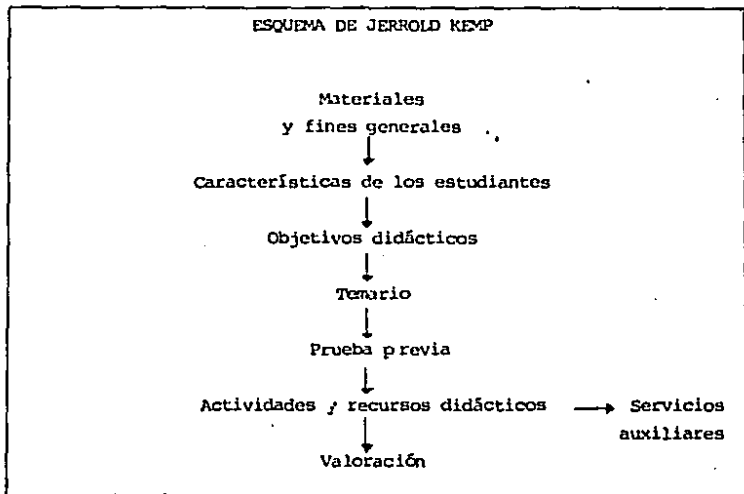 ESQUEMA DE JERROLD KEMP
Materiales
y fines generales
Características de los estudiantes
Objetivos didácticos
Temario
Prueba previa
Actividades y recursos didácticos → Servicios
auxiliares
Valoración